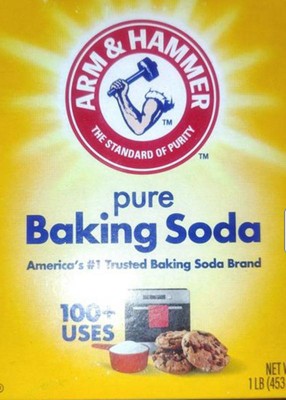 ARM & HAMMER
THE STANDARD OF PURITY
TM
TM
pure
Baking Soda
America's #1 Trusted Baking Soda Brand
100+
USES
NET
1 LB (453
®